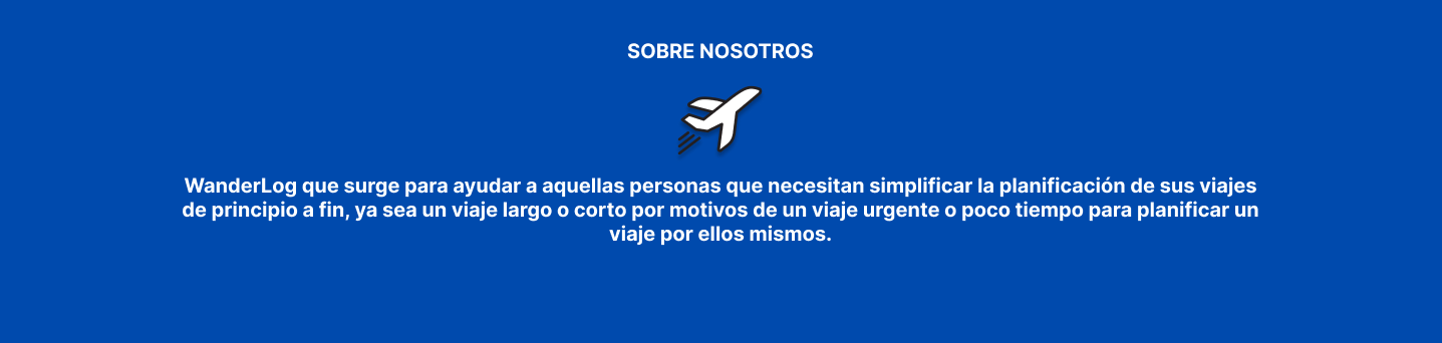 SOBRE NOSOTROS
WanderLog que surge para ayudar a aquellas personas que necesitan simplificar la planificación de sus viajes
de principio a fin, ya sea un viaje largo o corto por motivos de un viaje urgente o poco tiempo para planificar un
viaje por ellos mismos.